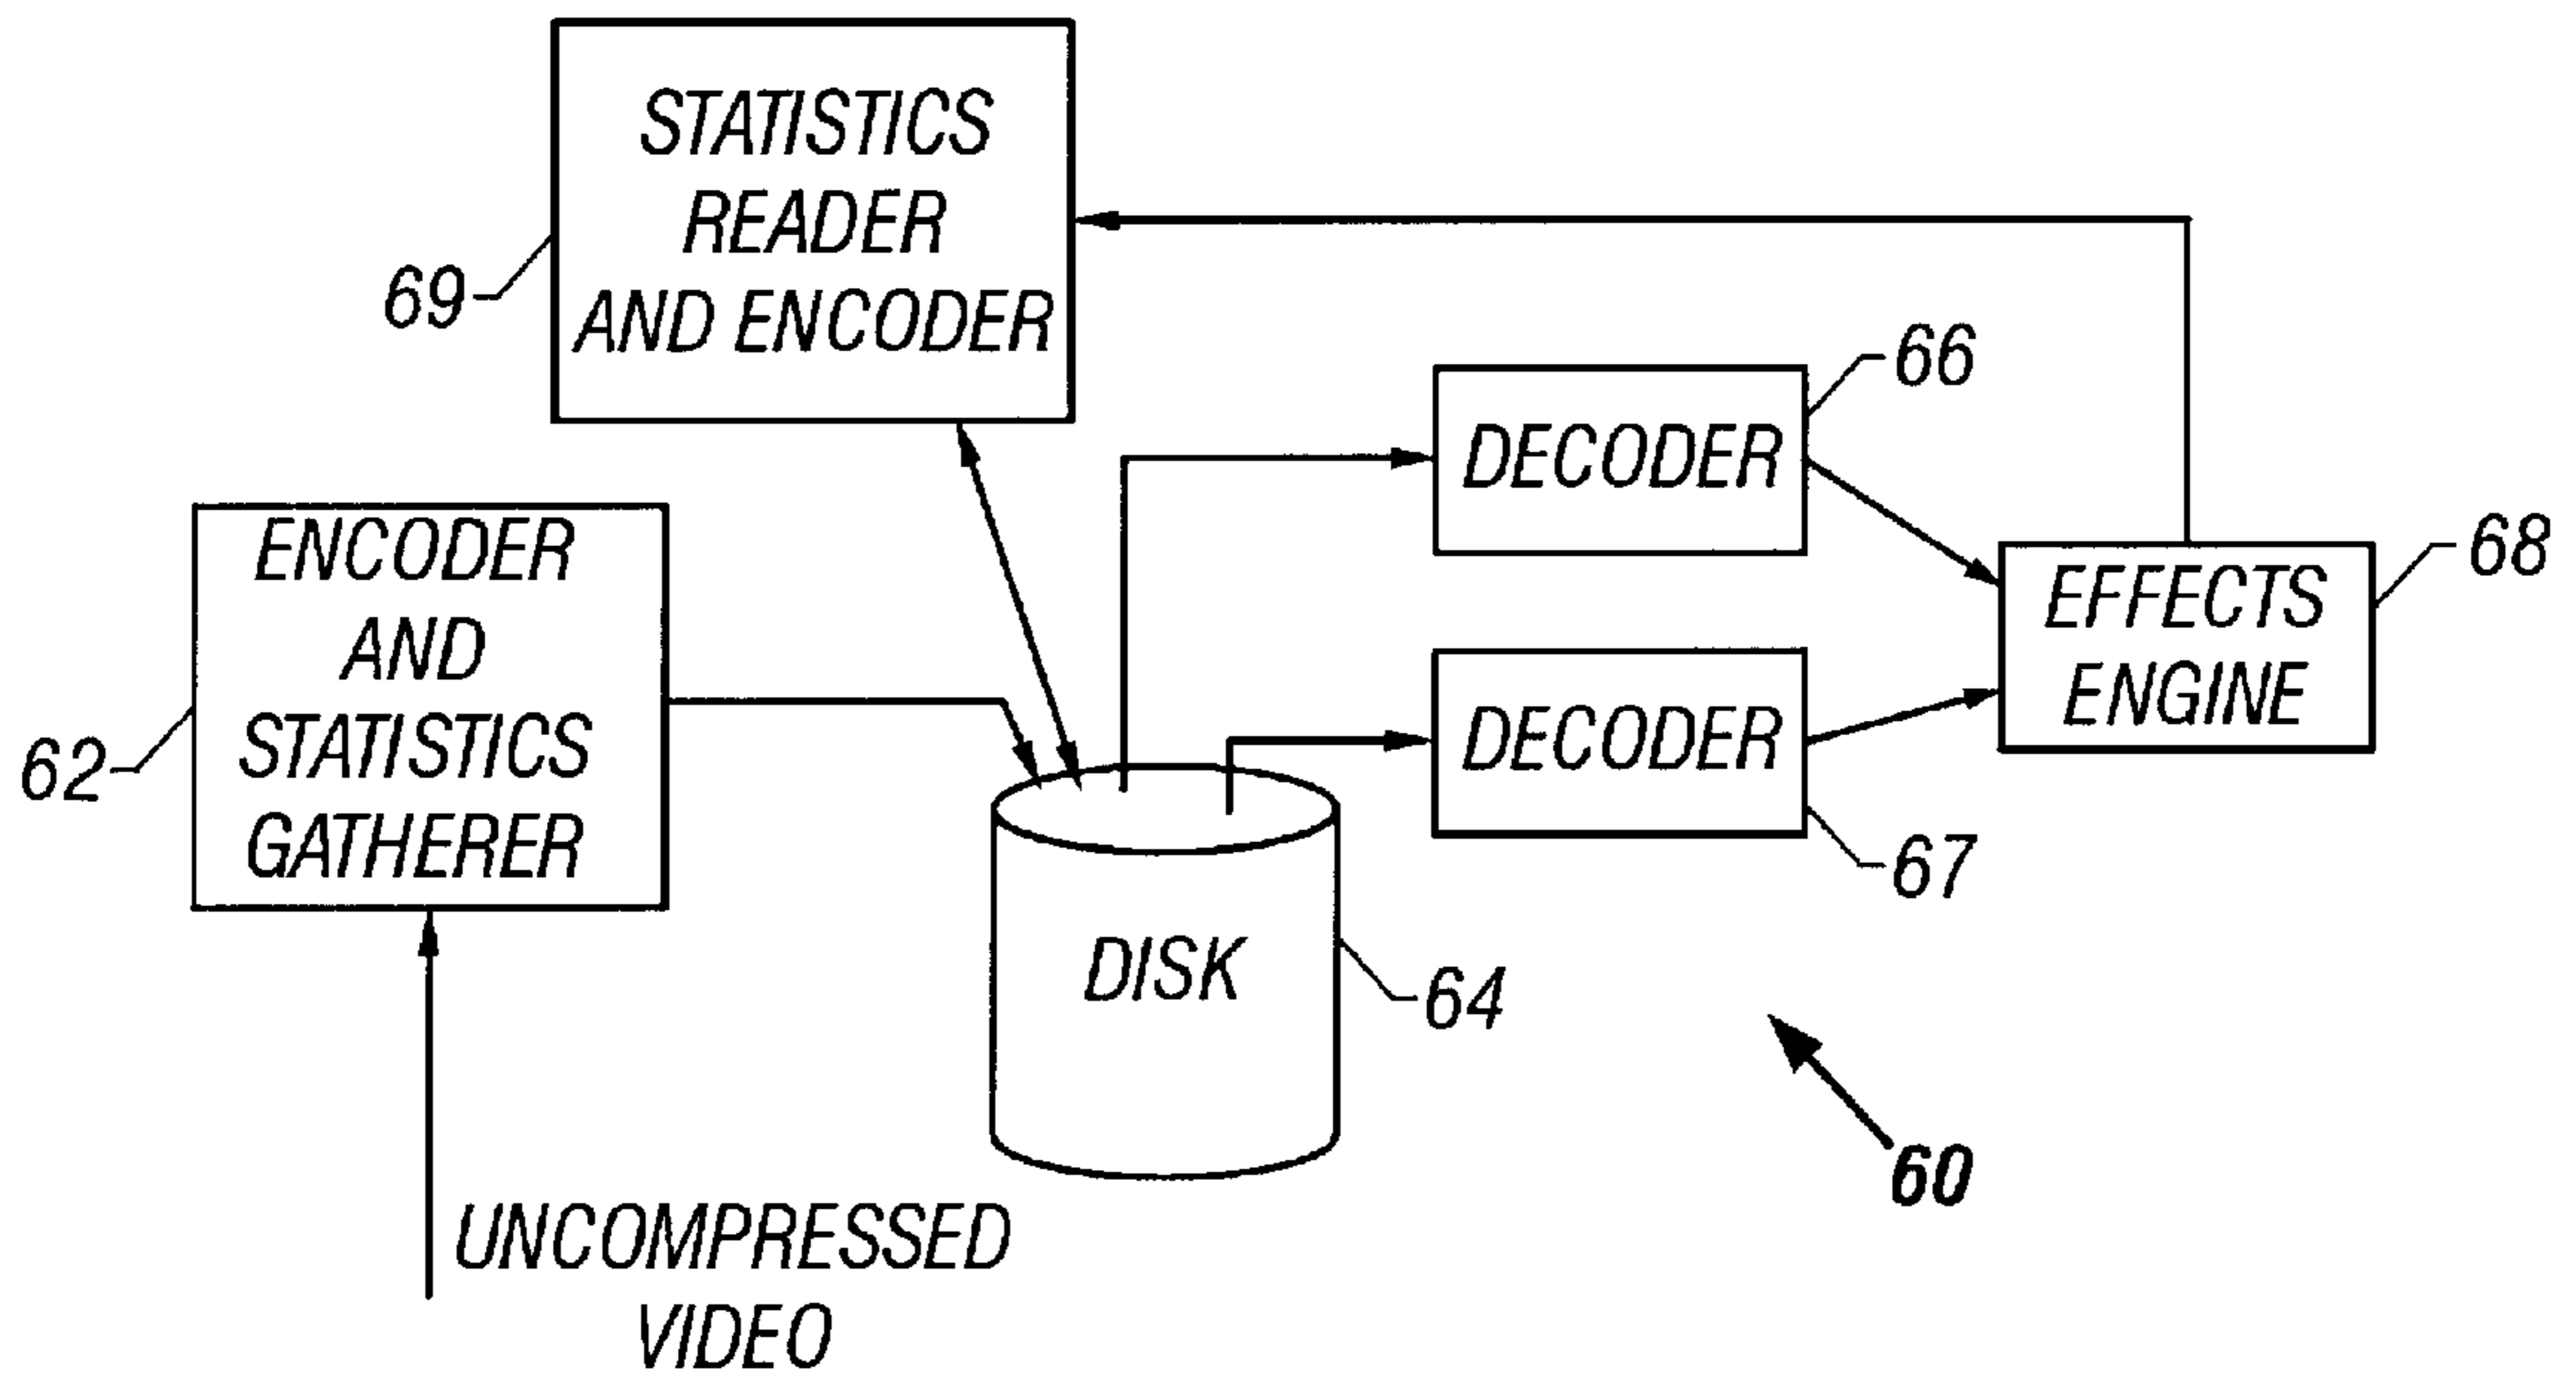 STATISTICS
READER
AND ENCODER
69
66
DECODER
ENCODER
AND
STATISTICS
GATHERER
62
68
EFFECTS
ENGINE
DECODER
67
DISK
64
60
UNCOMPRESSED
VIDEO